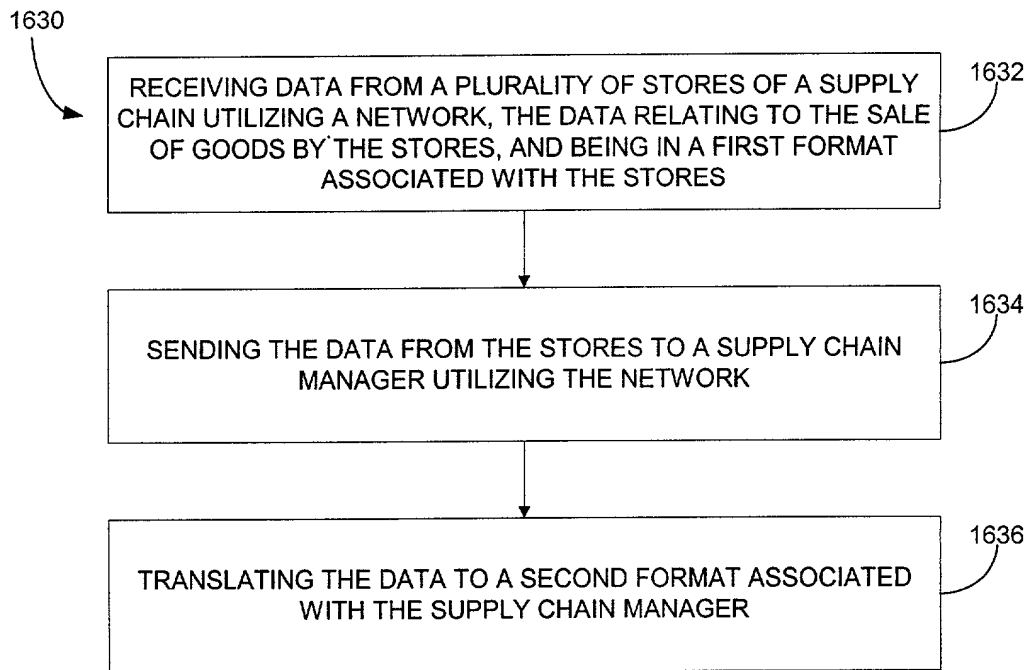 1630
RECEIVING DATA FROM A PLURALITY OF STORES OF A SUPPLY
CHAIN UTILIZING A NETWORK, THE DATA RELATING TO THE SALE
OF GOODS BY THE STORES, AND BEING IN A FIRST FORMAT
ASSOCIATED WITH THE STORES
1632
SENDING THE DATA FROM THE STORES TO A SUPPLY CHAIN
MANAGER UTILIZING THE NETWORK
1634
TRANSLATING THE DATA TO A SECOND FORMAT ASSOCIATED
WITH THE SUPPLY CHAIN MANAGER
1636